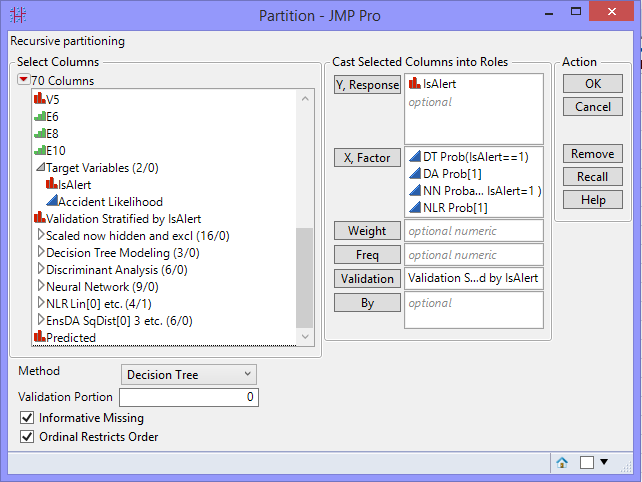 Partition - JMP Pro
Recursive partitioning
Select Columns
70 Columns
V5
E6
E8
E10
Target Variables (2/0)
IsAlert
Accident Likelihood
Validation Stratified by IsAlert
Scaled now hidden and excl (16/0)
Decision Tree Modeling (3/0)
Discriminant Analysis (6/0)
Neural Network (9/0)
NLR Lin[0] etc. (4/1)
EnsDA SqDist[0] 3 etc. (6/0)
Predicted
Cast Selected Columns into Roles
Y, Response
IsAlert
optional
X, Factor
DT Prob(IsAlert==1)
DA Prob[1]
NN Proba... IsAlert=1 )
NLR Prob[1]
Weight
optional numeric
Freq
optional numeric
Validation
Validation S...d by IsAlert
By
optional
Action
OK
Cancel
Remove
Recall
Help
Method
Decision Tree
Validation Portion
0
Informative Missing
Ordinal Restricts Order